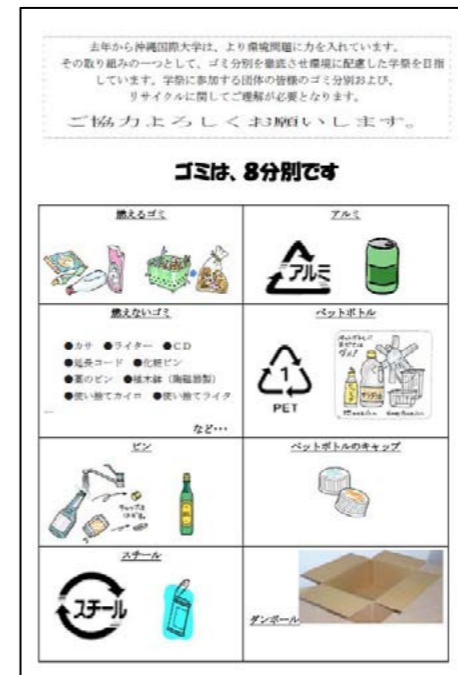 去年から沖縄国際大学は、より環境問題に力を入れています。
その取り組みの一つとして、ゴミ分別を徹底させ環境に配慮した学祭を目指
しています。学祭に参加する団体の皆様のゴミ分別および、
リサイクルに関してご理解が必要となります。
ご協力よろしくお願いします。
ゴミは、8分別です
燃えるゴミ
アルミ
アルミ
燃えないゴミ
●カサ ●ライター ●CD
●延長コード ●化粧ビン
●薬のビン ●植木鉢（陶磁器製）
●使い捨てカイロ ●使い捨てライタ
ー
など…
ペットボトル
1
PET
ビン
ペットボトルのキャップ
スチール
スチール
ダンボール